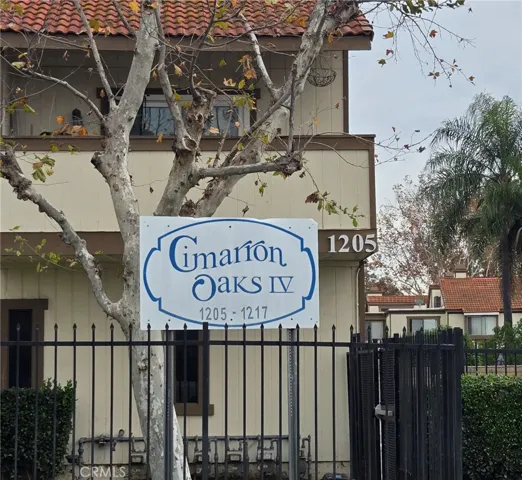 Cimarron
Oaks IV
1205 - 1217
1205
CRMLS